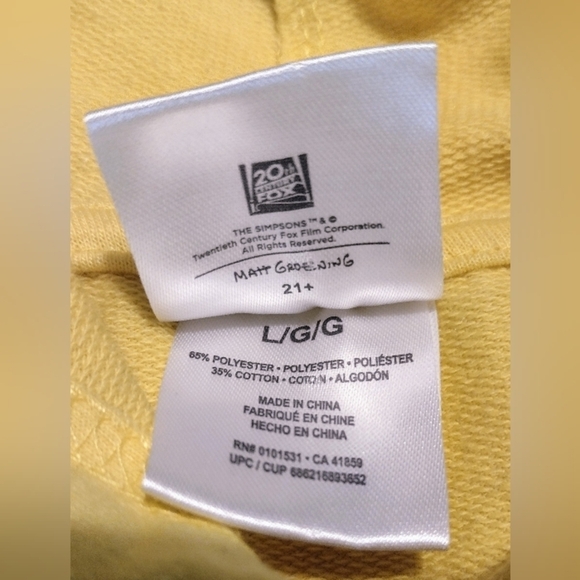 20TH
CENTURY
FOX
THE SIMPSONS ™ & ©
Twentieth Century Fox Film Corporation.
All Rights Reserved.
MATT GROENING
21+
L/G/G
65% POLYESTER • POLYESTER • POLIÉSTER
35% COTTON • COTON • ALGODÓN
MADE IN CHINA
FABRIQUÉ EN CHINE
HECHO EN CHINA
RN# 0101531 • CA 41859
UPC / CUP 686216893652